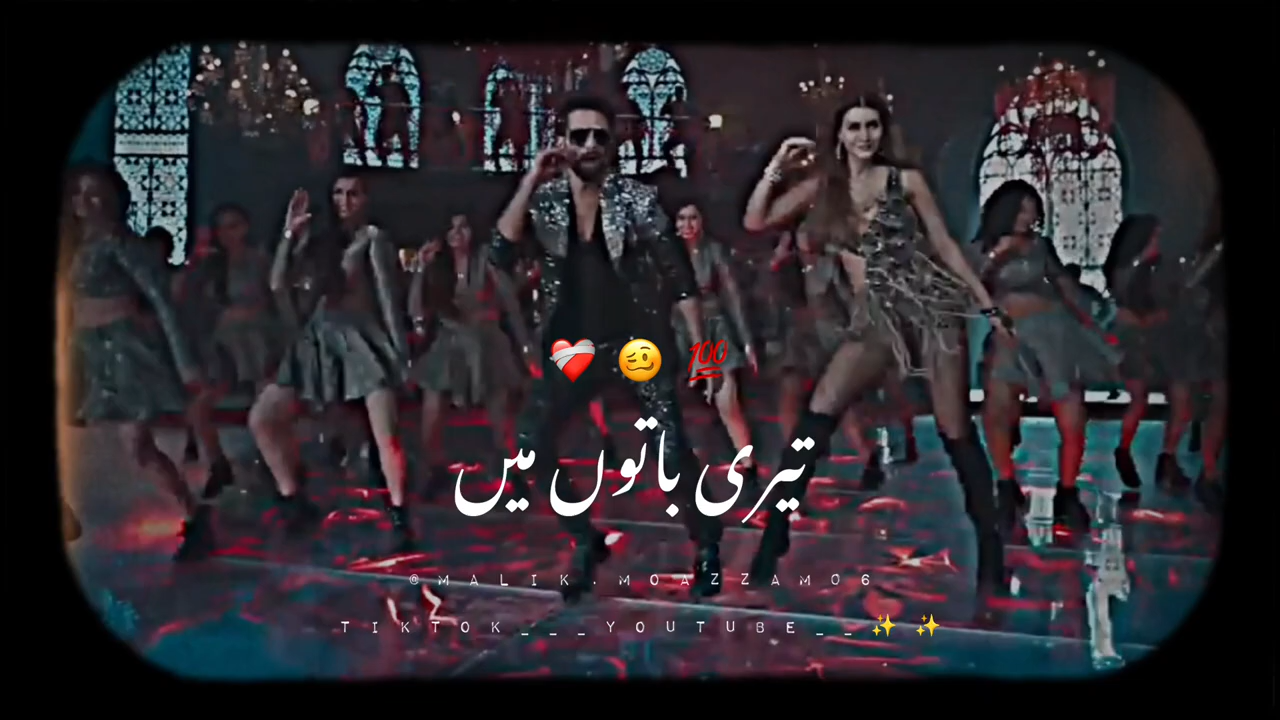 ❤️‍🩹 🥴 💯
تیری باتوں میں
@MALIK.MOAZZAM06
TIKTOK___YOUTUBE__ ✨ ✨